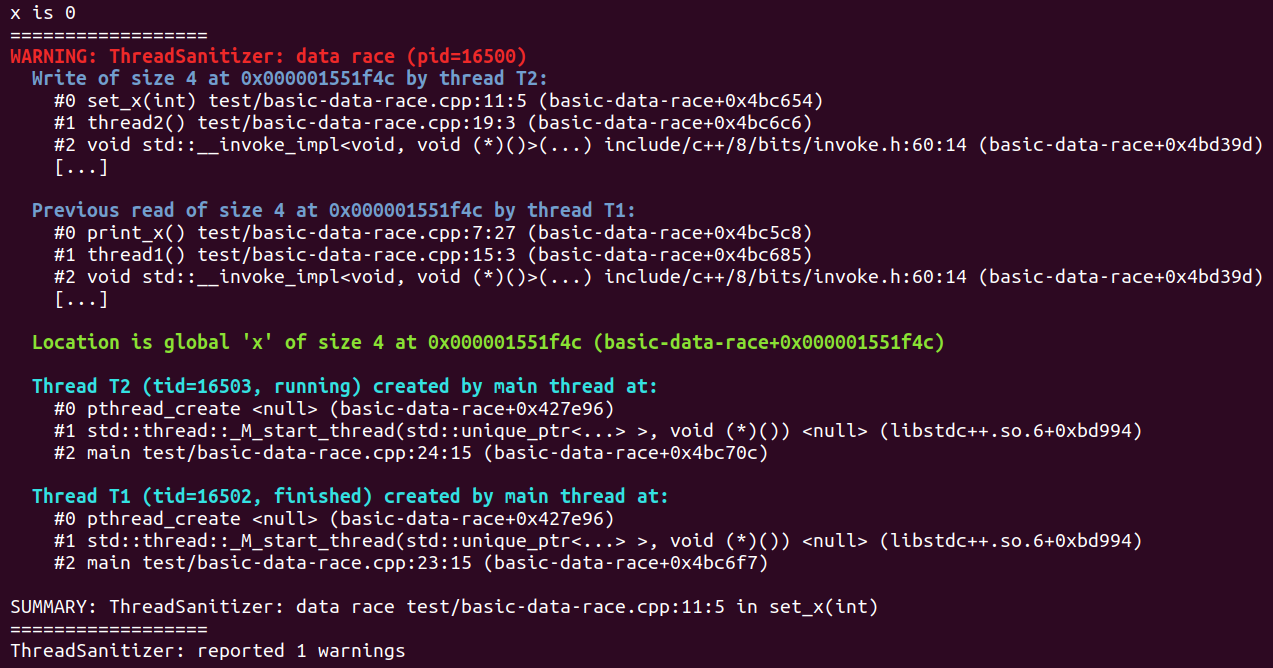 x is 0
==================
WARNING: ThreadSanitizer: data race (pid=16500)
  Write of size 4 at 0x000001551f4c by thread T2:
    #0 set_x(int) test/basic-data-race.cpp:11:5 (basic-data-race+0x4bc654)
    #1 thread2() test/basic-data-race.cpp:19:3 (basic-data-race+0x4bc6c6)
    #2 void std::__invoke_impl<void, void (*)()>(...) include/c++/8/bits/invoke.h:60:14 (basic-data-race+0x4bd39d)
    [...]

  Previous read of size 4 at 0x000001551f4c by thread T1:
    #0 print_x() test/basic-data-race.cpp:7:27 (basic-data-race+0x4bc5c8)
    #1 thread1() test/basic-data-race.cpp:15:3 (basic-data-race+0x4bc685)
    #2 void std::__invoke_impl<void, void (*)()>(...) include/c++/8/bits/invoke.h:60:14 (basic-data-race+0x4bd39d)
    [...]

  Location is global 'x' of size 4 at 0x000001551f4c (basic-data-race+0x000001551f4c)

  Thread T2 (tid=16503, running) created by main thread at:
    #0 pthread_create <null> (basic-data-race+0x427e96)
    #1 std::thread::_M_start_thread(std::unique_ptr<...> >, void (*)()) <null> (libstdc++.so.6+0xbd994)
    #2 main test/basic-data-race.cpp:24:15 (basic-data-race+0x4bc70c)

  Thread T1 (tid=16502, finished) created by main thread at:
    #0 pthread_create <null> (basic-data-race+0x427e96)
    #1 std::thread::_M_start_thread(std::unique_ptr<...> >, void (*)()) <null> (libstdc++.so.6+0xbd994)
    #2 main test/basic-data-race.cpp:23:15 (basic-data-race+0x4bc6f7)

SUMMARY: ThreadSanitizer: data race test/basic-data-race.cpp:11:5 in set_x(int)
==================
ThreadSanitizer: reported 1 warnings